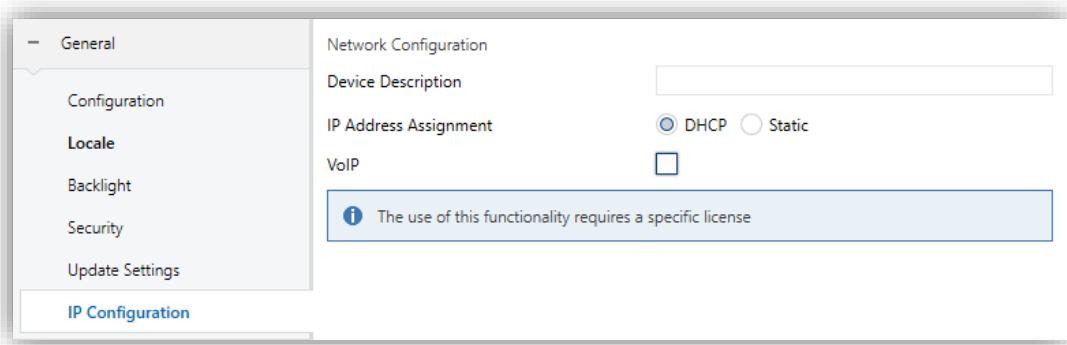 General
Configuration
Locale
Backlight
Security
Update Settings
IP Configuration
Network Configuration
Device Description
IP Address Assignment DHCP Static
VoIP
The use of this functionality requires a specific license